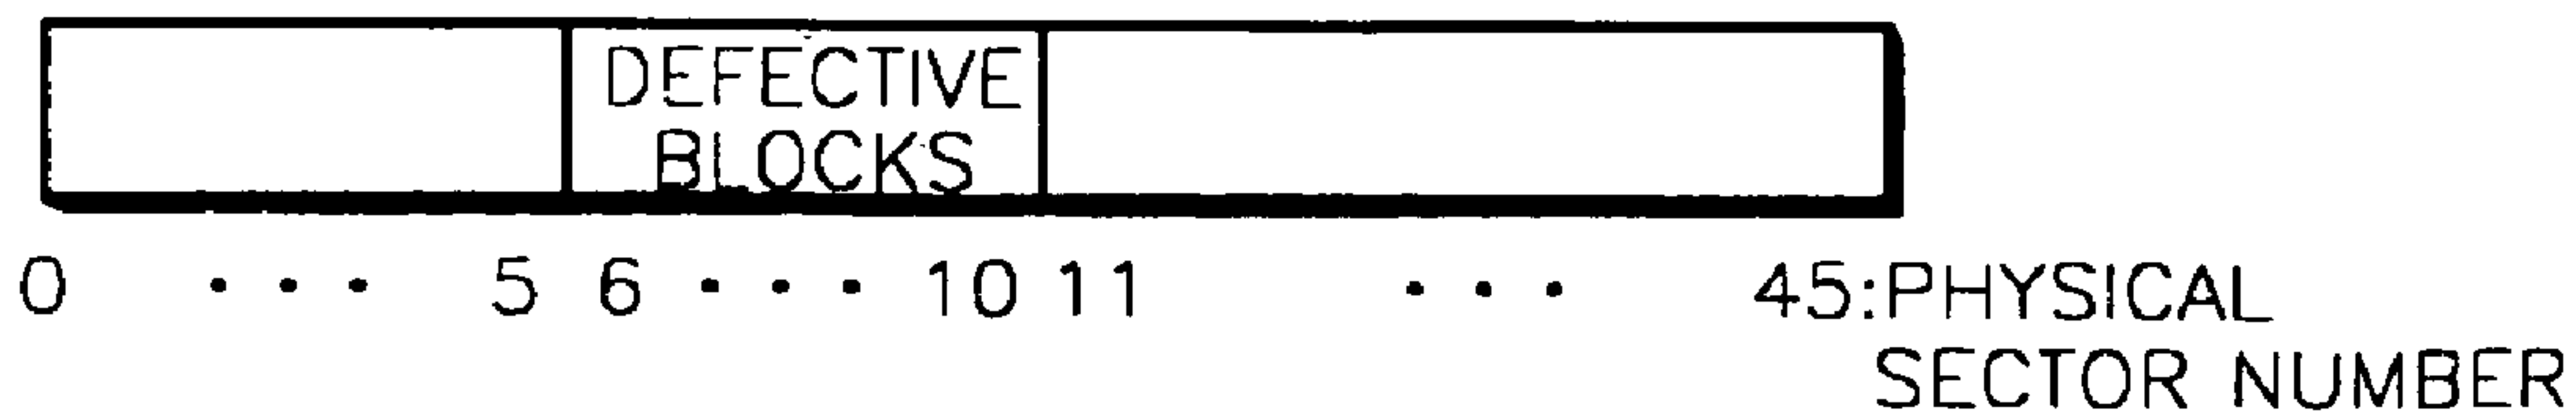 DEFECTIVE
BLOCKS
0 • • • 5 6 • • • 10 11 • • • 45:PHYSICAL
SECTOR NUMBER